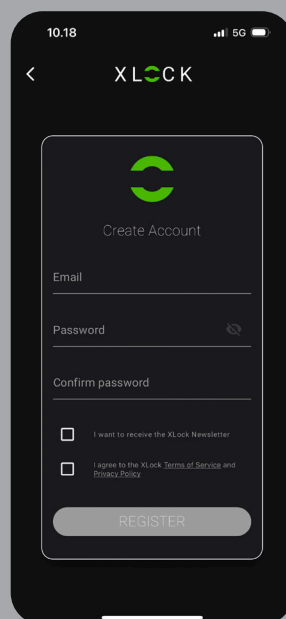 10.18
5G
XLOCK
Create Account
Email
Password
Confirm password
I want to receive the XLock Newsletter
I agree to the XLock Terms of Service and
Privacy Policy
REGISTER